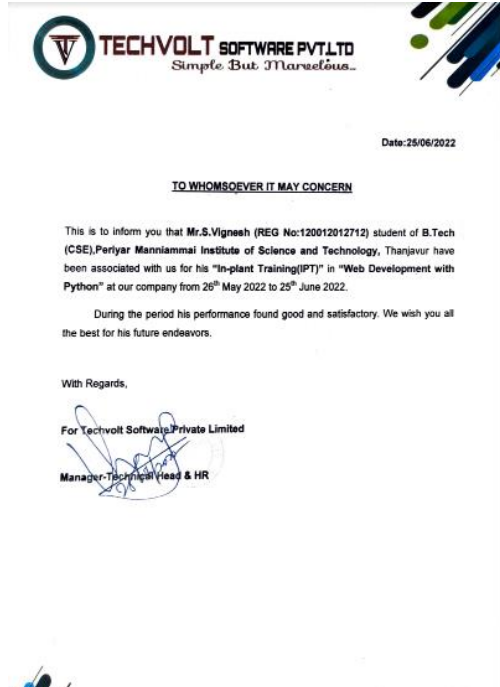 TECHVOLT SOFTWARE PVT.LTD
Simple But Marvelous...
Date:25/06/2022
TO WHOMSOEVER IT MAY CONCERN
This is to inform you that Mr.S.Vignesh (REG No:120012012712) student of B.Tech
(CSE),Periyar Manniammai Institute of Science and Technology, Thanjavur have
been associated with us for his “In-plant Training(IPT)” in “Web Development with
Python” at our company from 26th May 2022 to 25th June 2022.
During the period his performance found good and satisfactory. We wish you all
the best for his future endeavors.
With Regards,
For Techvolt Software Private Limited
Manager-Technical Head & HR